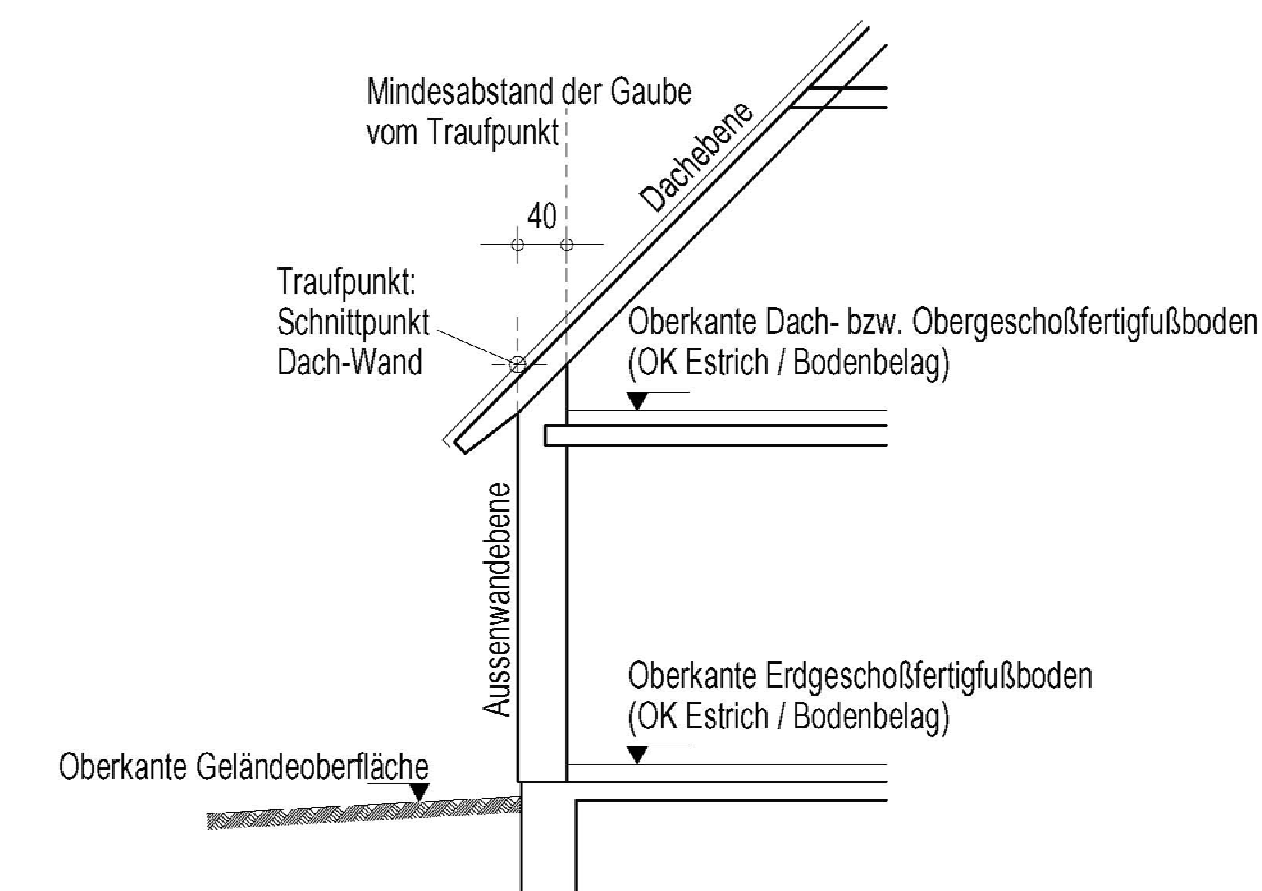 Mindesabstand der Gaube
vom Traufpunkt
Dachebene
40
Traufpunkt:
Schnittpunkt
Dach-Wand
Oberkante Dach- bzw. Obergeschoßfertigfußboden
(OK Estrich / Bodenbelag)
Aussenwandebene
Oberkante Erdgeschoßfertigfußboden
(OK Estrich / Bodenbelag)
Oberkante Geländeoberfläche